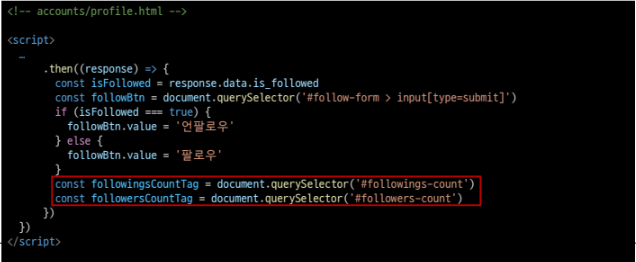 <!-- accounts/profile.html -->
<script>
…
.then((response) => {
const isFollowed = response.data.is_followed
const followBtn = document.querySelector('#follow-form > input[type=submit]')
if (isFollowed === true) {
followBtn.value = '언팔로우'
} else {
followBtn.value = '팔로우'
}
const followingsCountTag = document.querySelector('#followings-count')
const followersCountTag = document.querySelector('#followers-count')
})
})
</script>